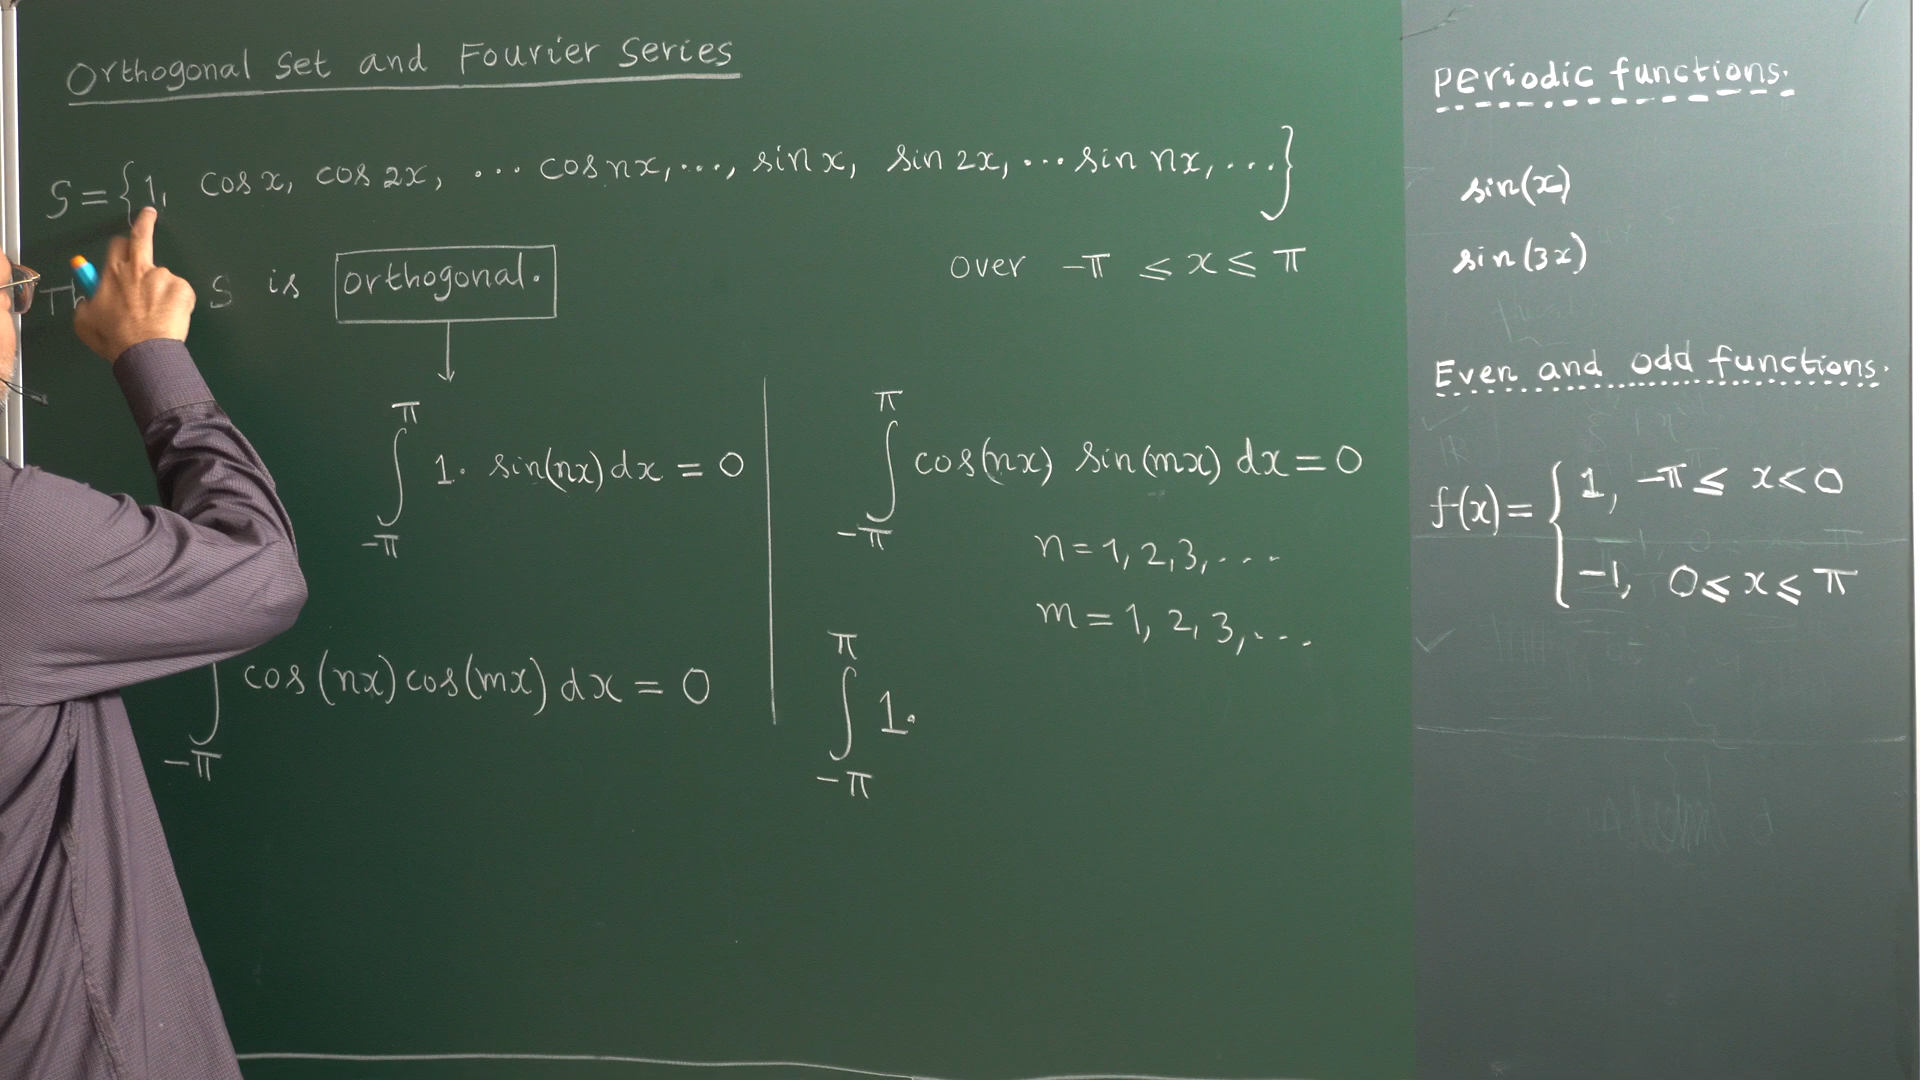 Orthogonal Set and Fourier Series
S = {1, cos x, cos 2x, ... cos nx, ..., sin x, sin 2x, ... sin nx, ...}
S is orthogonal.
over -π ≤ x ≤ π
∫_{-π}^{π} 1. sin(nx) dx = 0
∫_{-π}^{π} cos(nx) sin(mx) dx = 0
n = 1, 2, 3, ...
m = 1, 2, 3, ...
∫_{-π} cos(nx) cos(mx) dx = 0
∫_{-π}^{π} 1.
Periodic functions.
sin(x)
sin(3x)
Even and odd functions.
f(x) = { 1, -π ≤ x < 0
-1, 0 ≤ x ≤ π